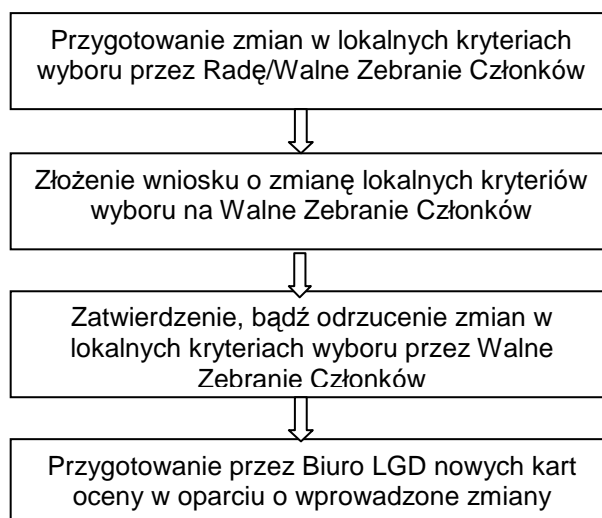 Przygotowanie zmian w lokalnych kryteriach
wyboru przez Radę/Walne Zebranie Członków
Złożenie wniosku o zmianę lokalnych kryteriów
wyboru na Walne Zebranie Członków
Zatwierdzenie, bądź odrzucenie zmian w
lokalnych kryteriach wyboru przez Walne
Zebranie Członków
Przygotowanie przez Biuro LGD nowych kart
oceny w oparciu o wprowadzone zmiany